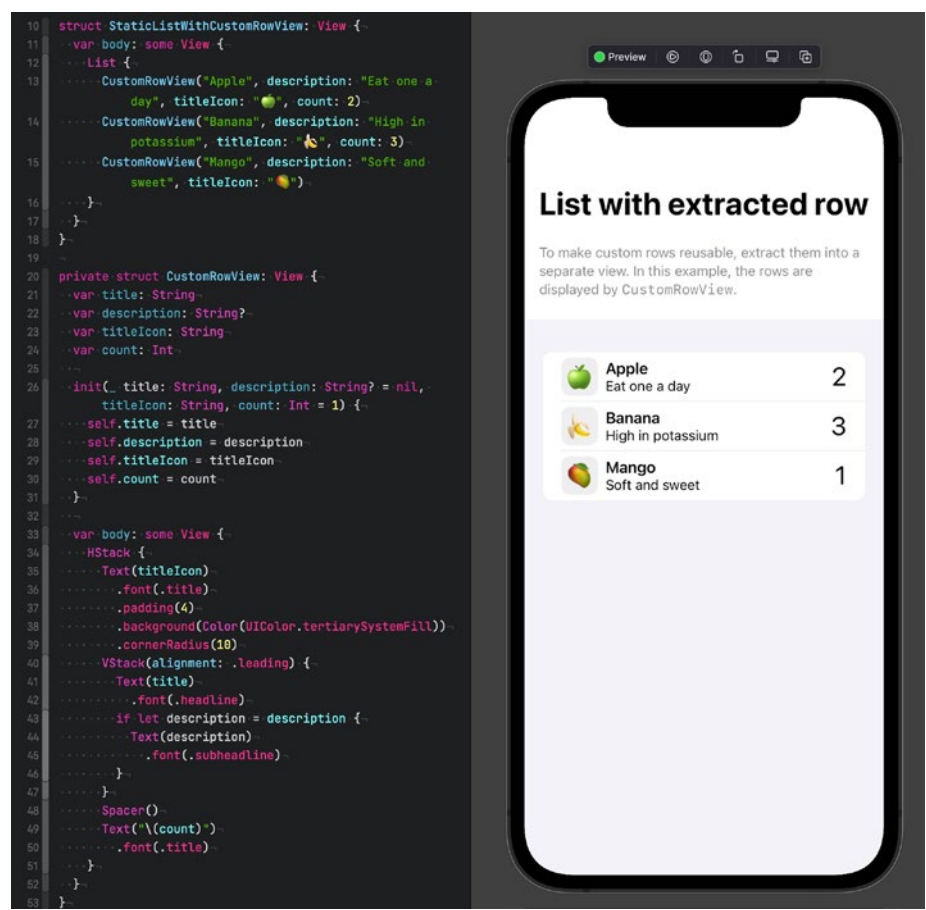 10 struct StaticListWithCustomRowView: View {
11 var body: some View {
12 List {
13 CustomRowView("Apple", description: "Eat one a
day", titleIcon: "🍏", count: 2)
14 CustomRowView("Banana", description: "High in
potassium", titleIcon: "🍌", count: 3)
15 CustomRowView("Mango", description: "Soft and
sweet", titleIcon: "🥭")
16 }
17 }
18 }
19
20 private struct CustomRowView: View {
21 var title: String
22 var description: String?
23 var titleIcon: String
24 var count: Int
25
26 init(_ title: String, description: String? = nil,
titleIcon: String, count: Int = 1) {
27 self.title = title
28 self.description = description
29 self.titleIcon = titleIcon
30 self.count = count
31 }
32
33 var body: some View {
34 HStack {
35 Text(titleIcon)
36 .font(.title)
37 .padding(4)
38 .background(Color(UIColor.tertiarySystemFill))
39 .cornerRadius(10)
40 VStack(alignment: .leading) {
41 Text(title)
42 .font(.headline)
43 if let description = description {
44 Text(description)
45 .font(.subheadline)
46 }
47 }
48 Spacer()
49 Text("\(count)")
50 .font(.title)
51 }
52 }
53 }
Preview
List with extracted row
To make custom rows reusable, extract them into a
separate view. In this example, the rows are
displayed by CustomRowView.
Apple
Eat one a day
2
Banana
High in potassium
3
Mango
Soft and sweet
1